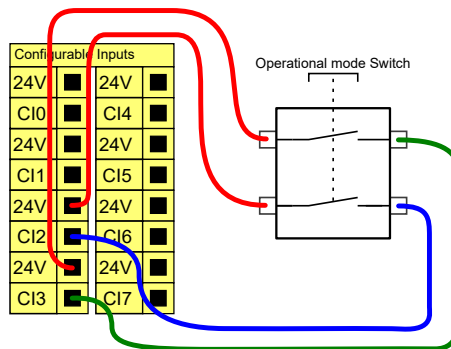 Configurable Inputs
Operational mode Switch
24V 24V
CI0 CI4
24V 24V
CI1 CI5
24V 24V
CI2 CI6
24V 24V
CI3 CI7